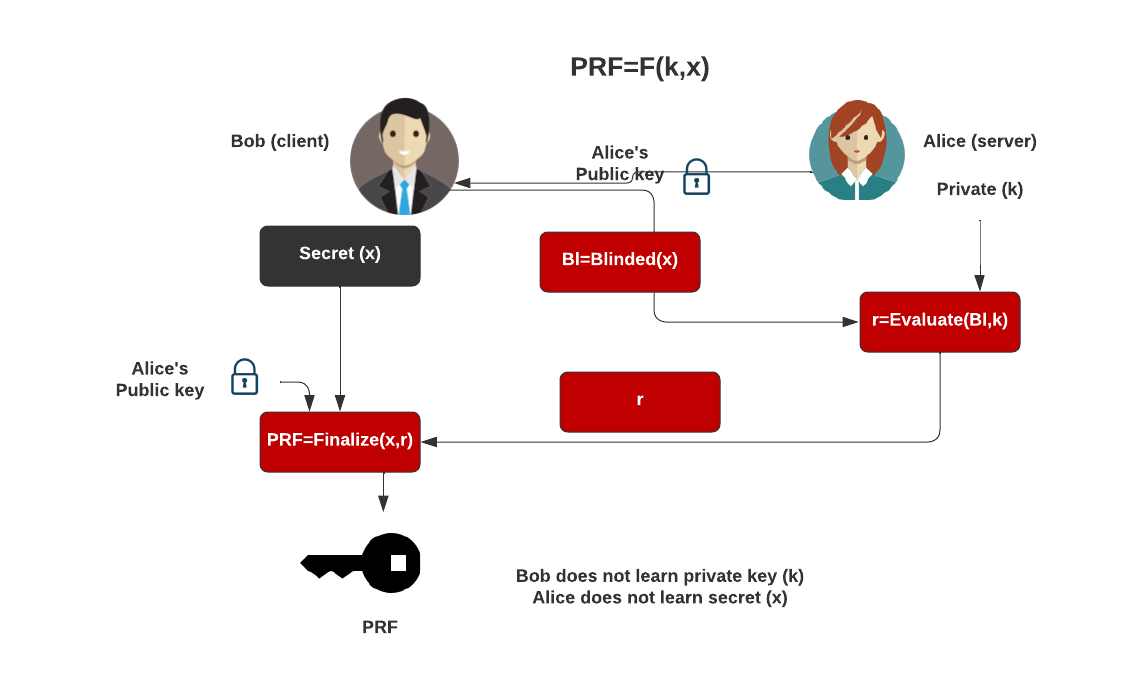 PRF=F(k,x)
Bob (client)
Alice's
Public key
Alice (server)
Private (k)
Secret (x)
Bl=Blinded(x)
r=Evaluate(Bl,k)
Alice's
Public key
r
PRF=Finalize(x,r)
Bob does not learn private key (k)
Alice does not learn secret (x)
PRF